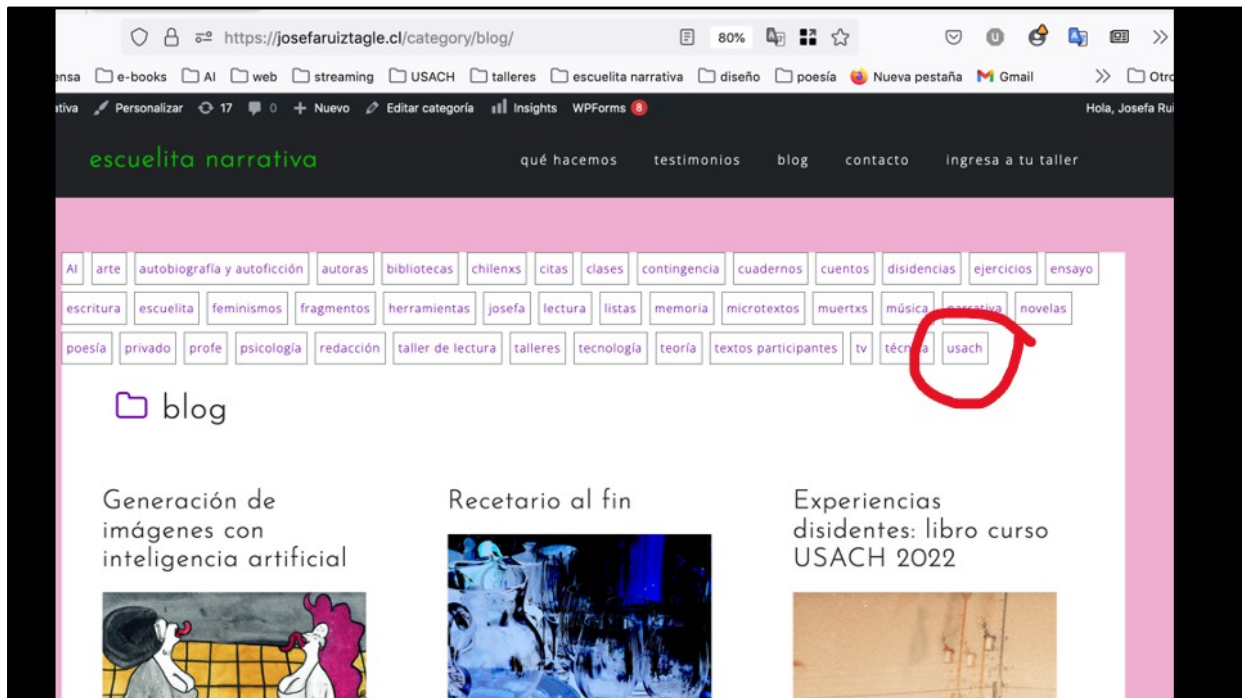 https://josefaruiztagle.cl/category/blog/ 80%
ensa e-books AI web streaming USACH talleres escuelita narrativa diseño poesía Nueva pestaña Gmail Otro
ativa Personalizar 17 0 Nuevo Editar categoría Insights WPForms 8 Hola, Josefa Rui
escuelita narrativa qué hacemos testimonios blog contacto ingresa a tu taller
AI arte autobiografía y autoficción autoras bibliotecas chilenxs citas clases contingencia cuadernos cuentos disidencias ejercicios ensayo
escritura escuelita feminismos fragmentos herramientas josefa lectura listas memoria microtextos muertxs música narrativa novelas
poesía privado profe psicología redacción taller de lectura talleres tecnología teoría textos participantes tv técnica usach
blog
Generación de
imágenes con
inteligencia artificial
Recetario al fin
Experiencias
disidentes: libro curso
USACH 2022